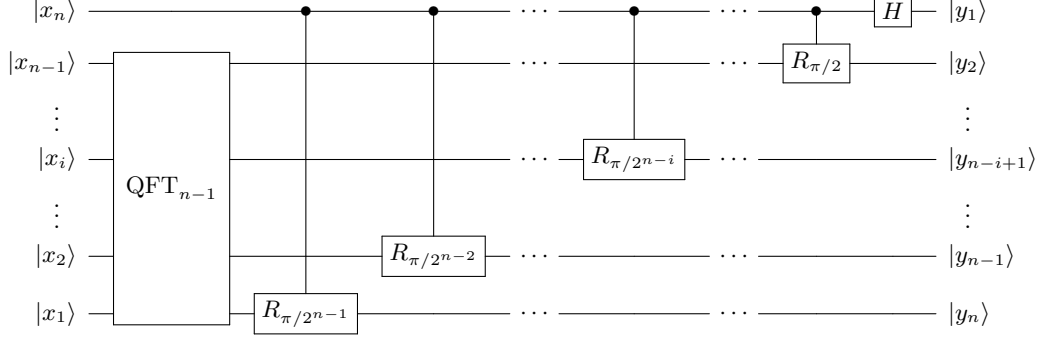 |x_n⟩ ⋯ ⋯ H |y_1⟩
|x_{n−1}⟩ ⋯ ⋯ R_{π/2} |y_2⟩
⋮ ⋮
|x_i⟩ ⋯ R_{π/2^{n−i}} ⋯ |y_{n−i+1}⟩
QFT_{n−1}
⋮ ⋮
|x_2⟩ R_{π/2^{n−2}} ⋯ ⋯ |y_{n−1}⟩
|x_1⟩ R_{π/2^{n−1}} ⋯ ⋯ |y_n⟩